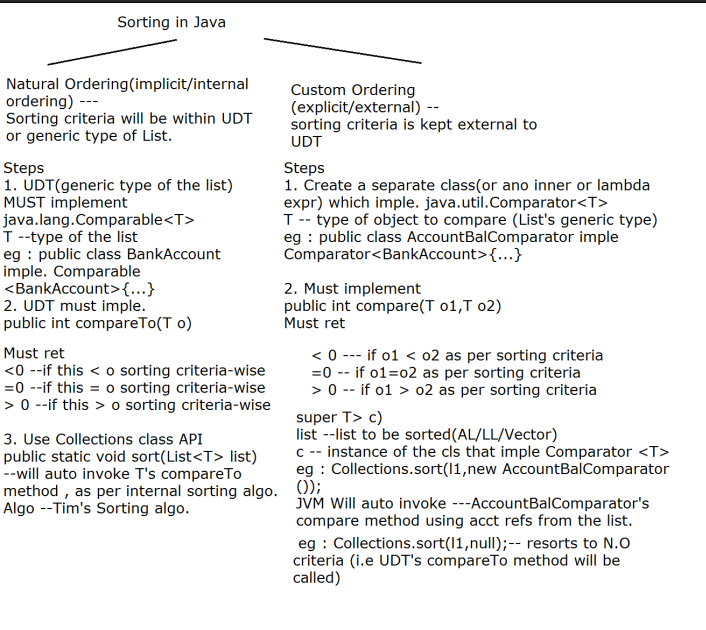 Sorting in Java
Natural Ordering(implicit/internal
ordering) ---
Sorting criteria will be within UDT
or generic type of List.
Steps
1. UDT(generic type of the list)
MUST implement
java.lang.Comparable<T>
T --type of the list
eg : public class BankAccount
imple. Comparable
<BankAccount>{...}
2. UDT must imple.
public int compareTo(T o)
Must ret
<0 --if this < o sorting criteria-wise
=0 --if this = o sorting criteria-wise
> 0 --if this > o sorting criteria-wise
3. Use Collections class API
public static void sort(List<T> list)
--will auto invoke T's compareTo
method , as per internal sorting algo.
Algo --Tim's Sorting algo.
Custom Ordering
(explicit/external) --
sorting criteria is kept external to
UDT
Steps
1. Create a separate class(or ano inner or lambda
expr) which imple. java.util.Comparator<T>
T -- type of object to compare (List's generic type)
eg : public class AccountBalComparator imple
Comparator<BankAccount>{...}
2. Must implement
public int compare(T o1,T o2)
Must ret
< 0 --- if o1 < o2 as per sorting criteria
=0 -- if o1=o2 as per sorting criteria
> 0 -- if o1 > o2 as per sorting criteria
super T> c)
list --list to be sorted(AL/LL/Vector)
c -- instance of the cls that imple Comparator <T>
eg : Collections.sort(l1,new AccountBalComparator
());
JVM Will auto invoke ---AccountBalComparator's
compare method using acct refs from the list.
eg : Collections.sort(l1,null);-- resorts to N.O
criteria (i.e UDT's compareTo method will be
called)